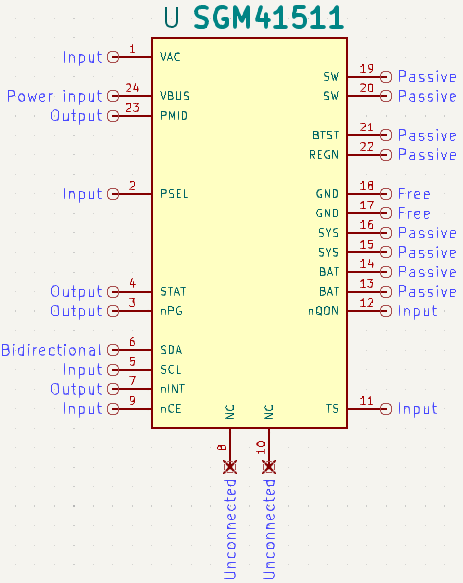 U SGM41511
Input 1 VAC
SW 19 Passive
Power input 24 VBUS
SW 20 Passive
Output 23 PMID
BTST 21 Passive
REGN 22 Passive
Input 2 PSEL
GND 18 Free
GND 17 Free
SYS 16 Passive
SYS 15 Passive
BAT 14 Passive
Output 4 STAT
BAT 13 Passive
Output 3 nPG
nQON 12 Input
Bidirectional 6 SDA
Input 5 SCL
Output 7 nINT
Input 9 nCE
TS 11 Input
NC 8 Unconnected
NC 10 Unconnected